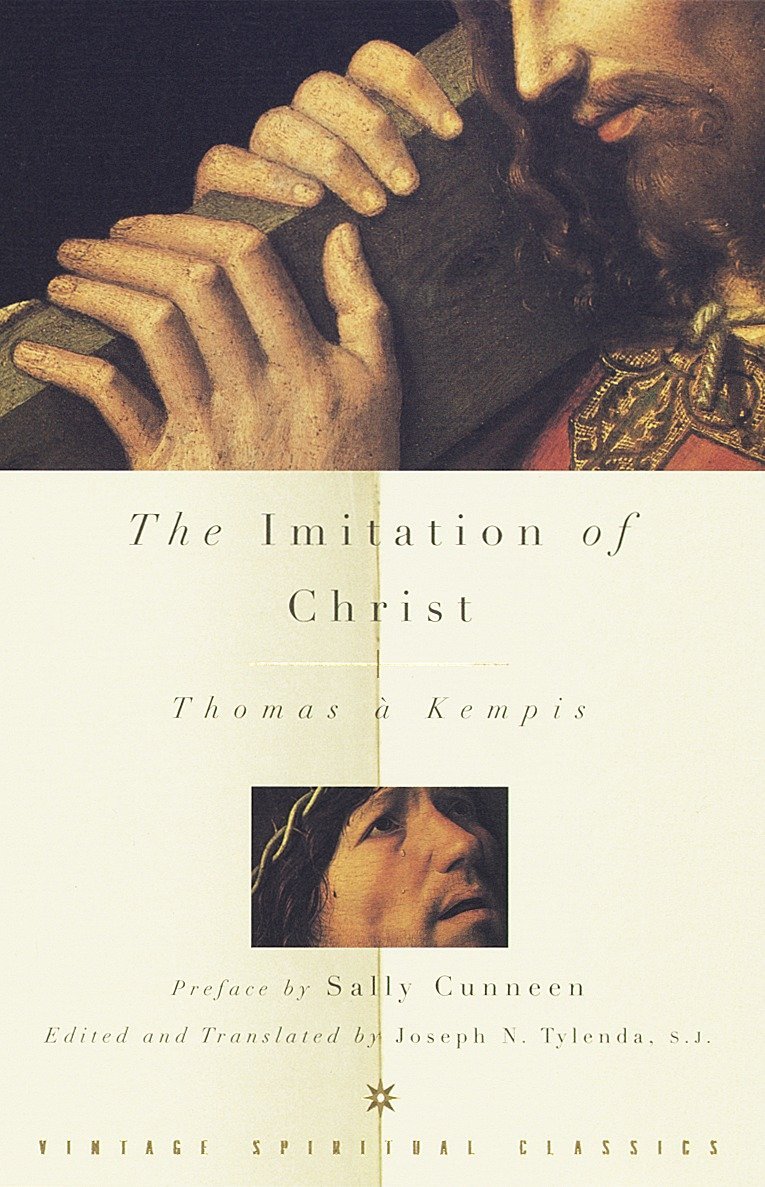 The Imitation of
Christ
Thomas à Kempis
Preface by Sally Cunneen
Edited and Translated by Joseph N. Tylenda, S.J.
VINTAGE SPIRITUAL CLASSICS